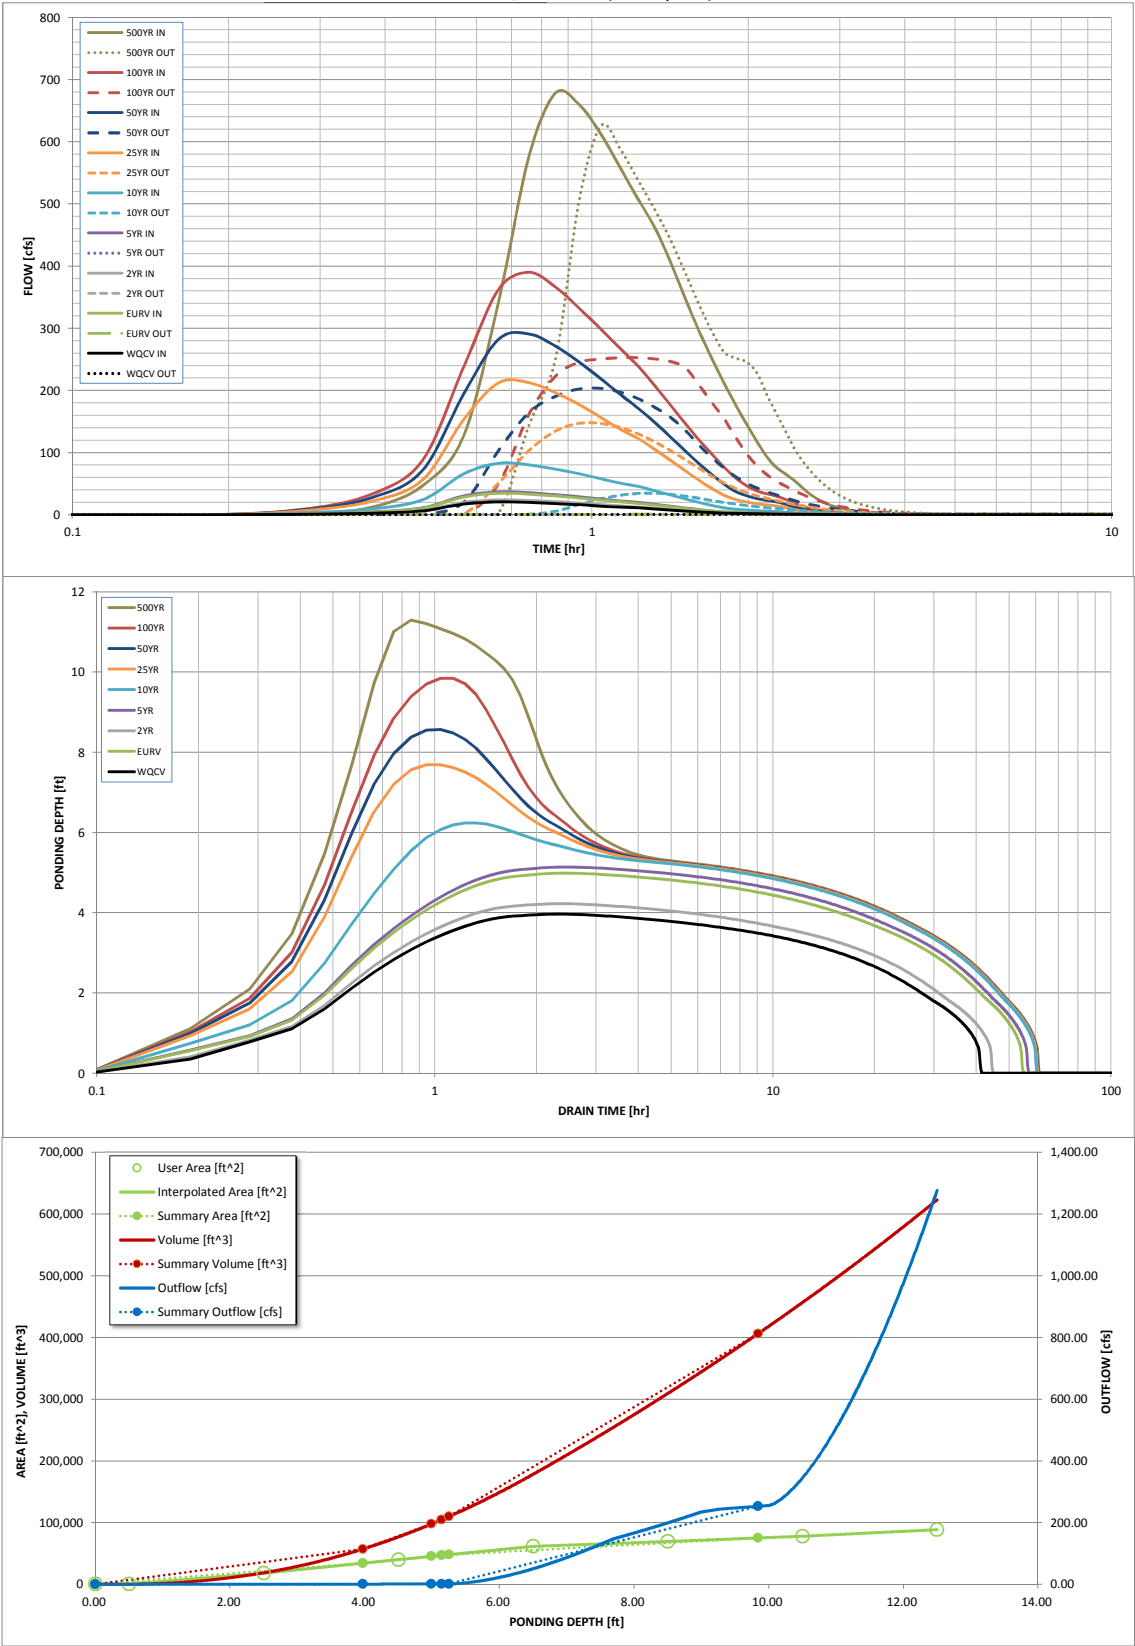 800
700
600
500
400
300
200
100
0
FLOW [cfs]
500YR IN
500YR OUT
100YR IN
100YR OUT
50YR IN
50YR OUT
25YR IN
25YR OUT
10YR IN
10YR OUT
5YR IN
5YR OUT
2YR IN
2YR OUT
EURV IN
EURV OUT
WQCV IN
WQCV OUT
0.1 1 10
TIME [hr]
12
10
8
6
4
2
0
PONDING DEPTH [ft]
500YR
100YR
50YR
25YR
10YR
5YR
2YR
EURV
WQCV
0.1 1 10 100
DRAIN TIME [hr]
700,000
600,000
500,000
400,000
300,000
200,000
100,000
0
AREA [ft^2], VOLUME [ft^3]
User Area [ft^2]
Interpolated Area [ft^2]
Summary Area [ft^2]
Volume [ft^3]
Summary Volume [ft^3]
Outflow [cfs]
Summary Outflow [cfs]
1,400.00
1,200.00
1,000.00
800.00
600.00
400.00
200.00
0.00
OUTFLOW [cfs]
0.00 2.00 4.00 6.00 8.00 10.00 12.00 14.00
PONDING DEPTH [ft]